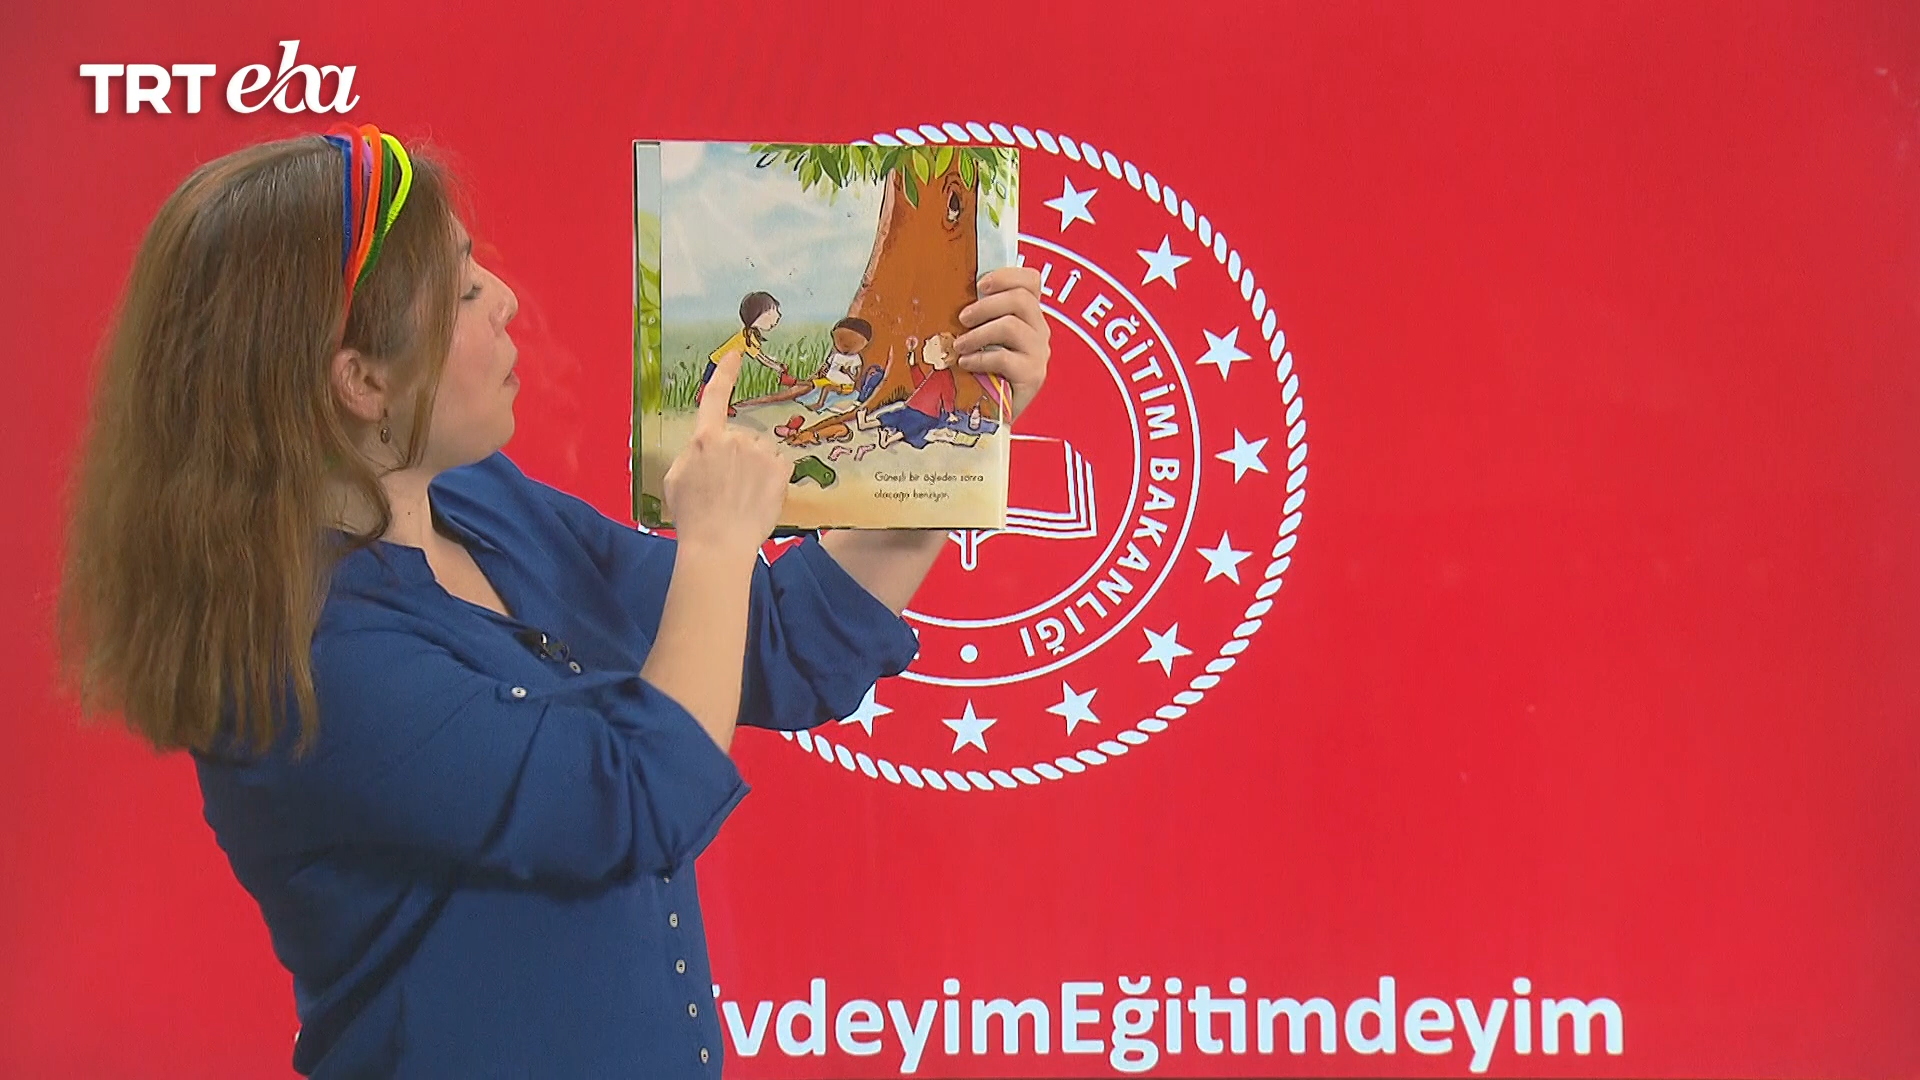 TRT eba
Güneşli bir öğleden sonra
olacağa benziyor.
LLÎ EĞİTİM BAKANLIĞI
vdeyimEğitimdeyim